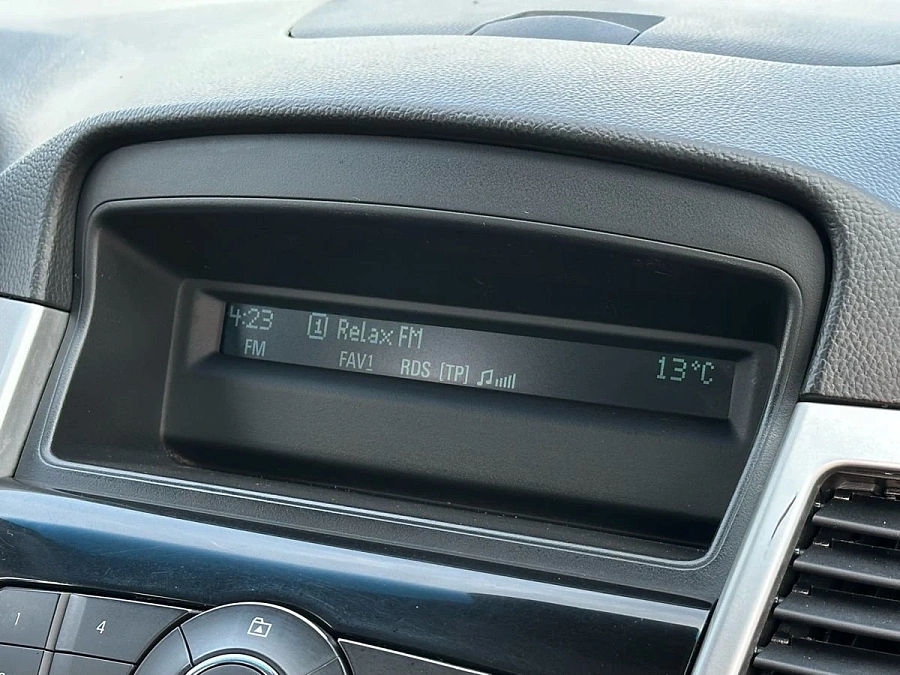 4:23 1 Relax FM
FM FAV1 RDS [TP] 13°C
1 4